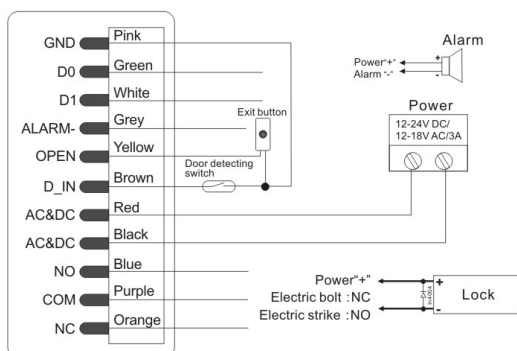 GND Pink
D0 Green
D1 White
ALARM- Grey
OPEN Yellow
D_IN Brown
AC&DC Red
AC&DC Black
NO Blue
COM Purple
NC Orange
Exit button
Door detecting
switch
Alarm
Power"+" +
Alarm "-" -
Power
12-24V DC/
12-18V AC/3A
Power"+" +
Electric bolt :NC
Electric strike :NO -
In4004
Lock